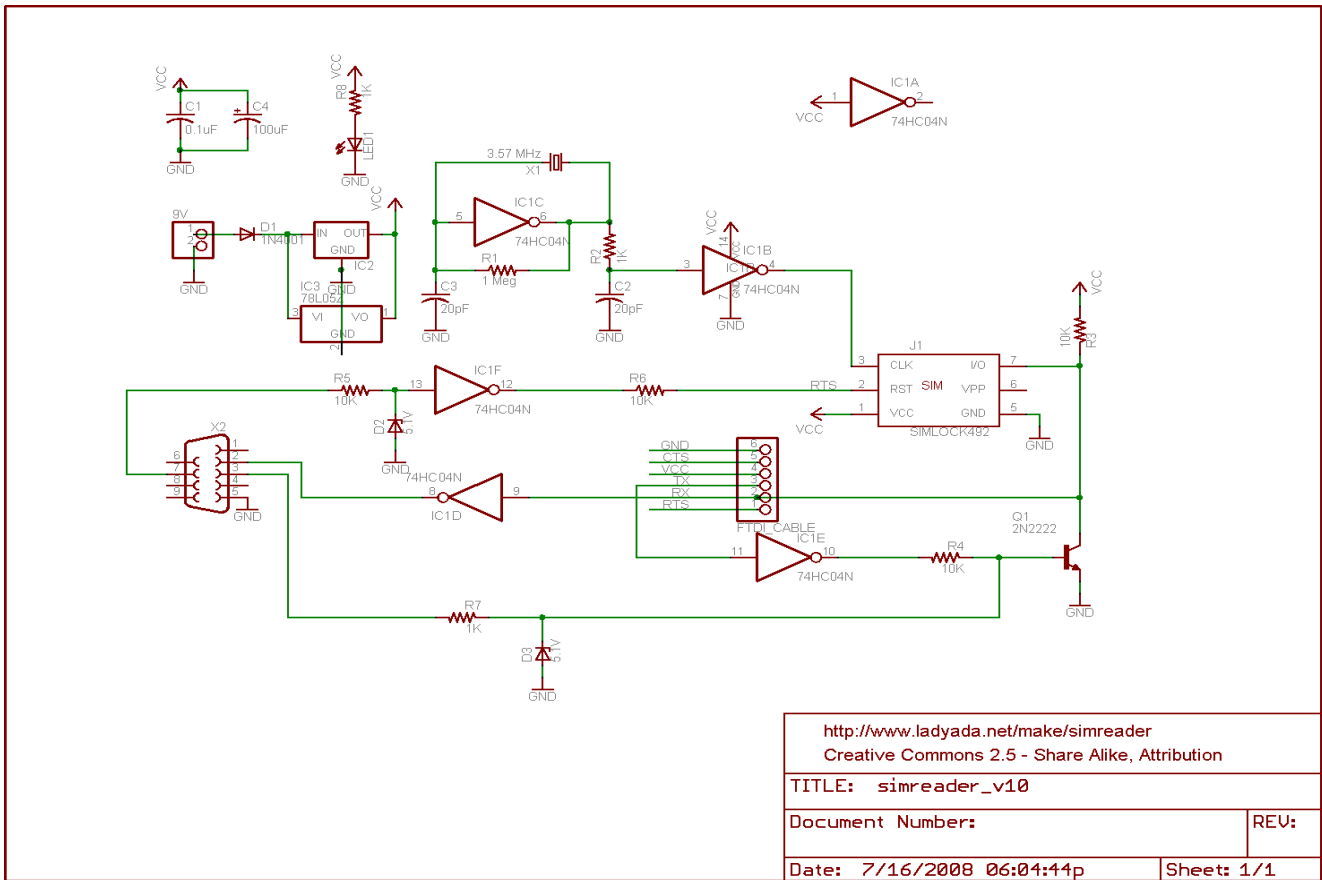 VCC
C1
0.1uF
C4
100uF
GND
VCC
R8
1K
LED1
GND
IC1A
1
2
VCC
74HC04N
3.57 MHz
X1
IC1C
5
6
74HC04N
R1
1 Meg
R2
1K
C3
20pF
GND
C2
20pF
GND
VCC
14
VCC
IC1B
3
4
74HC04N
7
GND
GND
9V
1
2
GND
D1
1N4001
IN
OUT
GND
IC2
VCC
GND
IC3
78L05Z
3
VI
VO
1
GND
2
VCC
10K
R3
J1
3
CLK
I/O
7
RTS
2
RST
SIM
VPP
6
VCC
1
VCC
GND
5
SIMLOCK492
GND
R5
10K
13
IC1F
12
74HC04N
R6
10K
D2
5.1V
GND
X2
1
6
2
7
3
8
4
9
5
GND
74HC04N
8
9
IC1D
GND
6
CTS
5
VCC
4
TX
3
RX
2
RTS
1
FTDI_CABLE
IC1E
11
10
74HC04N
R4
10K
Q1
2N2222
GND
R7
1K
D3
5.1V
GND
http://www.ladyada.net/make/simreader
Creative Commons 2.5 - Share Alike, Attribution
TITLE: simreader_v10
Document Number:
REV:
Date: 7/16/2008 06:04:44p
Sheet: 1/1